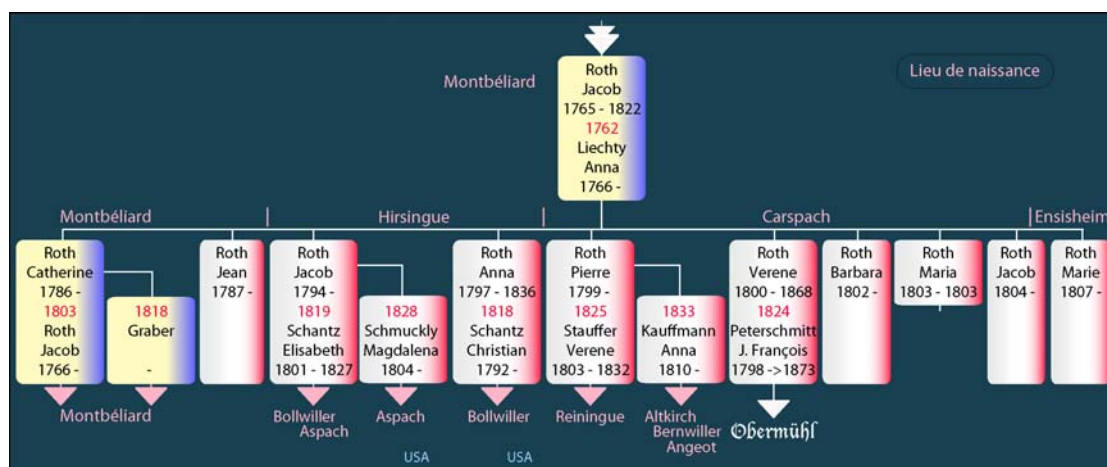 Montbéliard
Lieu de naissance
Roth
Jacob
1765 - 1822
1762
Liechty
Anna
1766 -
Montbéliard | Hirsingue | Carspach | Ensisheim
Roth
Catherine
1786 -
1803
Roth
Jacob
1766 -
1818
Graber
-
Montbéliard
Roth
Jean
1787 -
Roth
Jacob
1794 -
1819
Schantz
Elisabeth
1801 - 1827
Bollwiller
Aspach
1828
Schmuckly
Magdalena
1804 -
Aspach
USA
Roth
Anna
1797 - 1836
1818
Schantz
Christian
1792 -
Bollwiller
USA
Roth
Pierre
1799 -
1825
Stauffer
Verene
1803 - 1832
Reiningue
1833
Kauffmann
Anna
1810 -
Altkirch
Bernwiller
Angeot
Roth
Verene
1800 - 1868
1824
Peterschmitt
J. François
1798 ->1873
Obermühl
Roth
Barbara
1802 -
Roth
Maria
1803 - 1803
Roth
Jacob
1804 -
Roth
Marie
1807 -